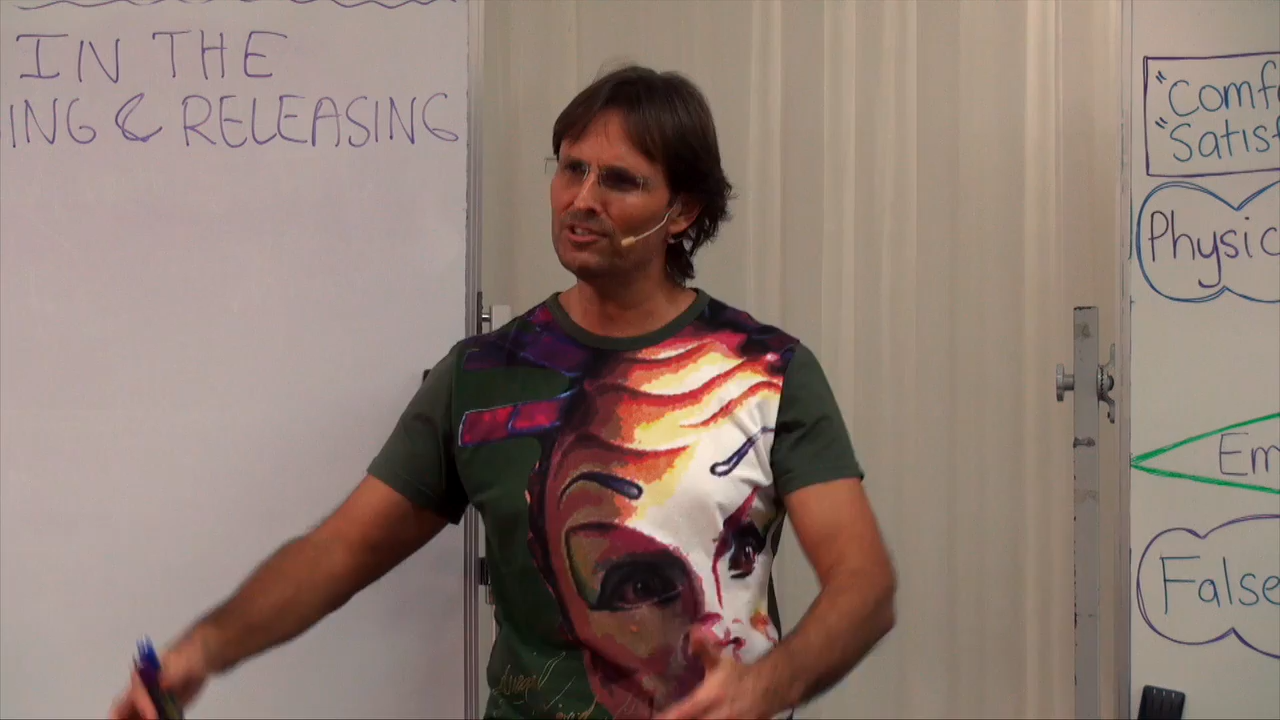 IN THE
ING & RELEASING
"Comf
"Satisf
Physic
Em
False